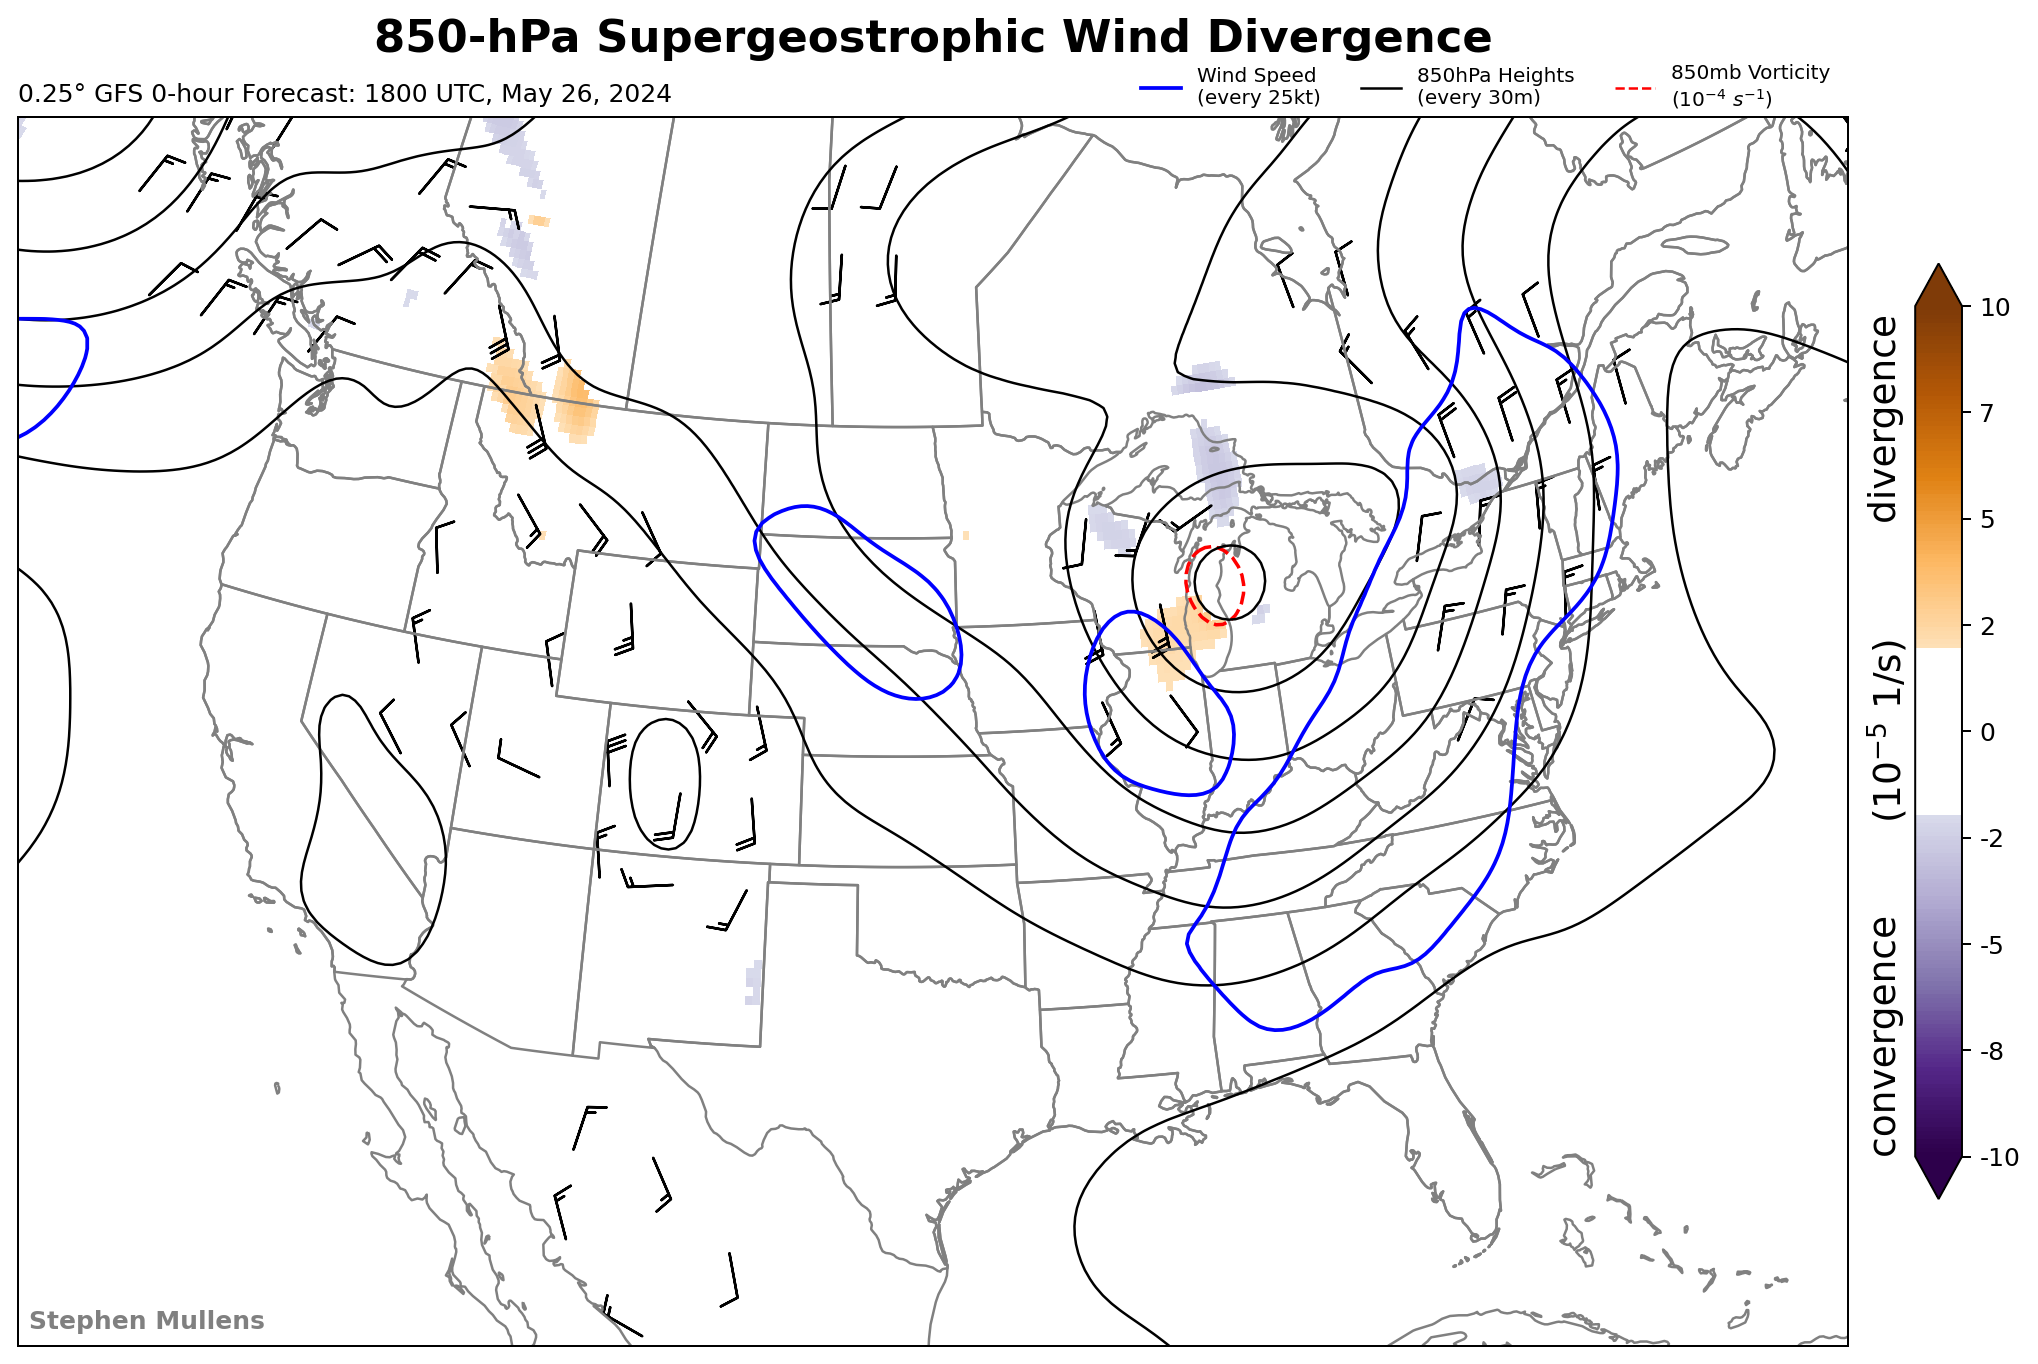 850-hPa Supergeostrophic Wind Divergence
0.25° GFS 0-hour Forecast: 1800 UTC, May 26, 2024
Wind Speed
(every 25kt)
850hPa Heights
(every 30m)
850mb Vorticity
(10⁻⁴ s⁻¹)
10
7
5
2
0
-2
-5
-8
-10
convergence (10⁻⁵ 1/s) divergence
Stephen Mullens